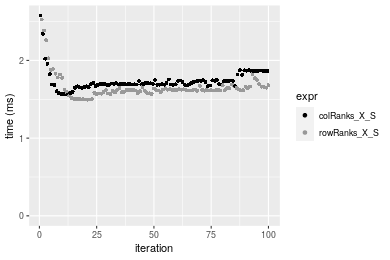 2
1
0
time (ms)
0 25 50 75 100
iteration
expr
colRanks_X_S
rowRanks_X_S